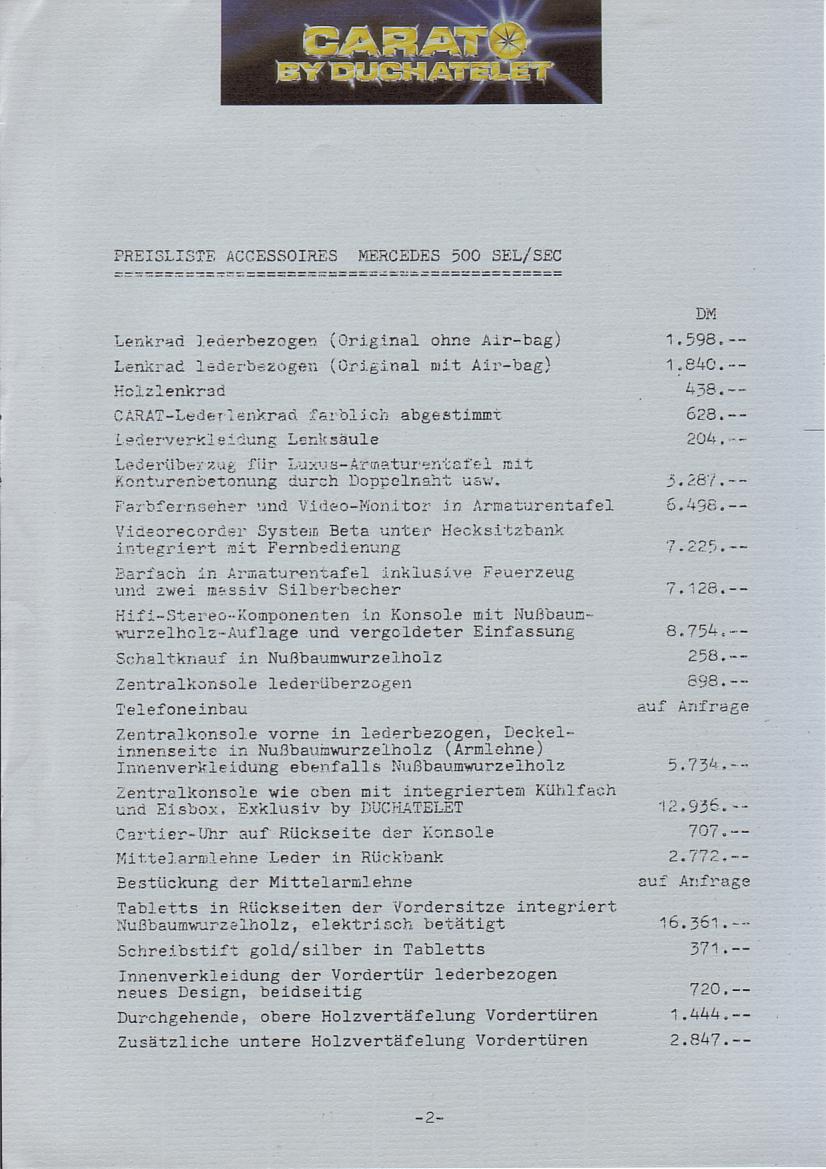 CARAT
BY DUCHATELET
PREISLISTE ACCESSOIRES MERCEDES 500 SEL/SEC
============================================
DM
Lenkrad lederbezogen (Original ohne Air-bag) 1.598.--
Lenkrad lederbezogen (Original mit Air-bag) 1.840.--
Holzlenkrad 438.--
CARAT-Lederlenkrad farblich abgestimmt 628.--
Lederverkleidung Lenksäule 204.--
Lederüberzug für Luxus-Armaturentafel mit
Konturenbetonung durch Doppelnaht usw. 3.287.--
Farbfernseher und Video-Monitor in Armaturentafel 6.498.--
Videorecorder System Beta unter Hecksitzbank
integriert mit Fernbedienung 7.225.--
Barfach in Armaturentafel inklusive Feuerzeug
und zwei massiv Silberbecher 7.128.--
Hifi-Stereo-Komponenten in Konsole mit Nußbaum-
wurzelholz-Auflage und vergoldeter Einfassung 8.754.--
Schaltknauf in Nußbaumwurzelholz 258.--
Zentralkonsole lederüberzogen 898.--
Telefoneinbau auf Anfrage
Zentralkonsole vorne in lederbezogen, Deckel-
innenseite in Nußbaumwurzelholz (Armlehne)
Innenverkleidung ebenfalls Nußbaumwurzelholz 5.734.--
Zentralkonsole wie oben mit integriertem Kühlfach
und Eisbox. Exklusiv by DUCHATELET 12.936.--
Cartier-Uhr auf Rückseite der Konsole 707.--
Mittelarmlehne Leder in Rückbank 2.772.--
Bestückung der Mittelarmlehne auf Anfrage
Tabletts in Rückseiten der Vordersitze integriert
Nußbaumwurzelholz, elektrisch betätigt 16.361.--
Schreibstift gold/silber in Tabletts 371.--
Innenverkleidung der Vordertür lederbezogen
neues Design, beidseitig 720.--
Durchgehende, obere Holzvertäfelung Vordertüren 1.444.--
Zusätzliche untere Holzvertäfelung Vordertüren 2.847.--
-2-